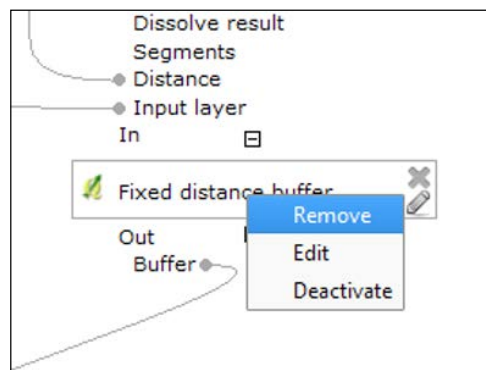 Dissolve result
Segments
Distance
Input layer
In
Fixed distance buffer
Remove
Edit
Deactivate
Out
Buffer